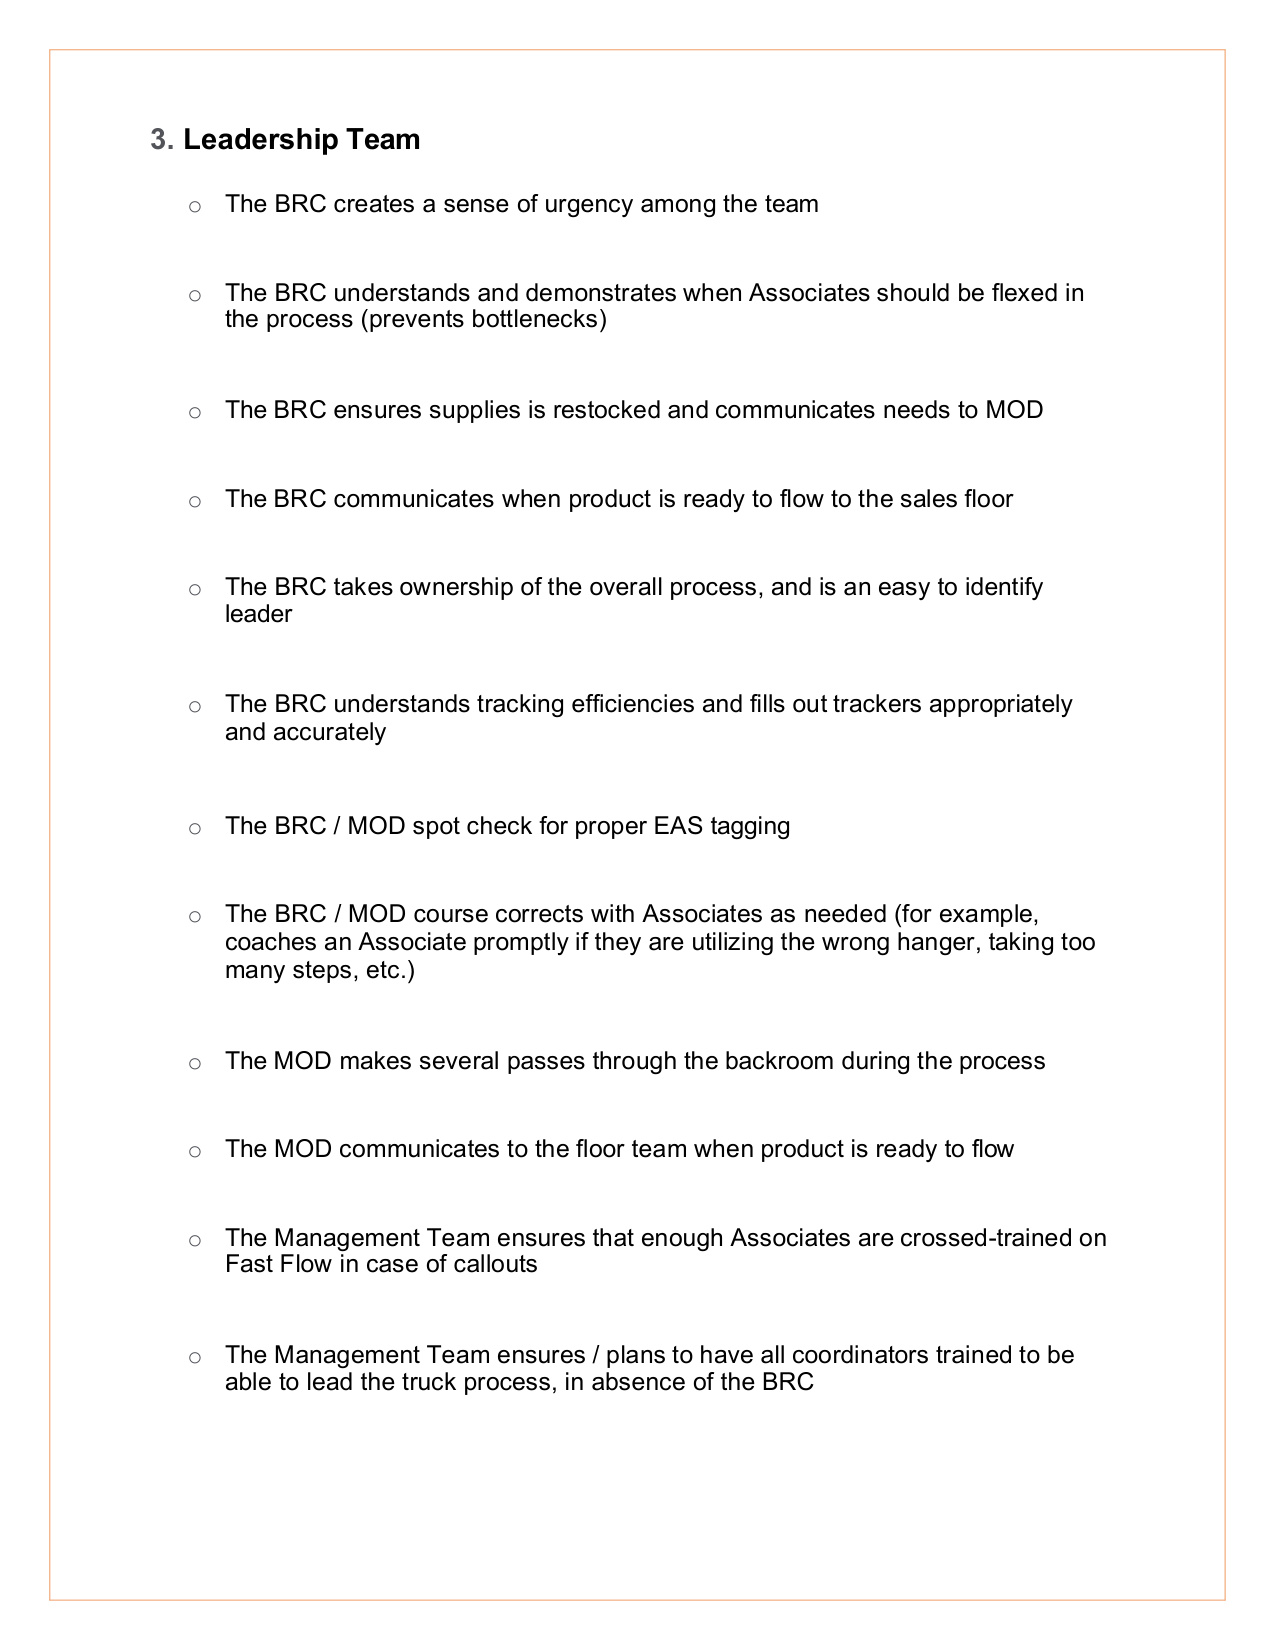 3. Leadership Team
o The BRC creates a sense of urgency among the team
o The BRC understands and demonstrates when Associates should be flexed in
the process (prevents bottlenecks)
o The BRC ensures supplies is restocked and communicates needs to MOD
o The BRC communicates when product is ready to flow to the sales floor
o The BRC takes ownership of the overall process, and is an easy to identify
leader
o The BRC understands tracking efficiencies and fills out trackers appropriately
and accurately
o The BRC / MOD spot check for proper EAS tagging
o The BRC / MOD course corrects with Associates as needed (for example,
coaches an Associate promptly if they are utilizing the wrong hanger, taking too
many steps, etc.)
o The MOD makes several passes through the backroom during the process
o The MOD communicates to the floor team when product is ready to flow
o The Management Team ensures that enough Associates are crossed-trained on
Fast Flow in case of callouts
o The Management Team ensures / plans to have all coordinators trained to be
able to lead the truck process, in absence of the BRC